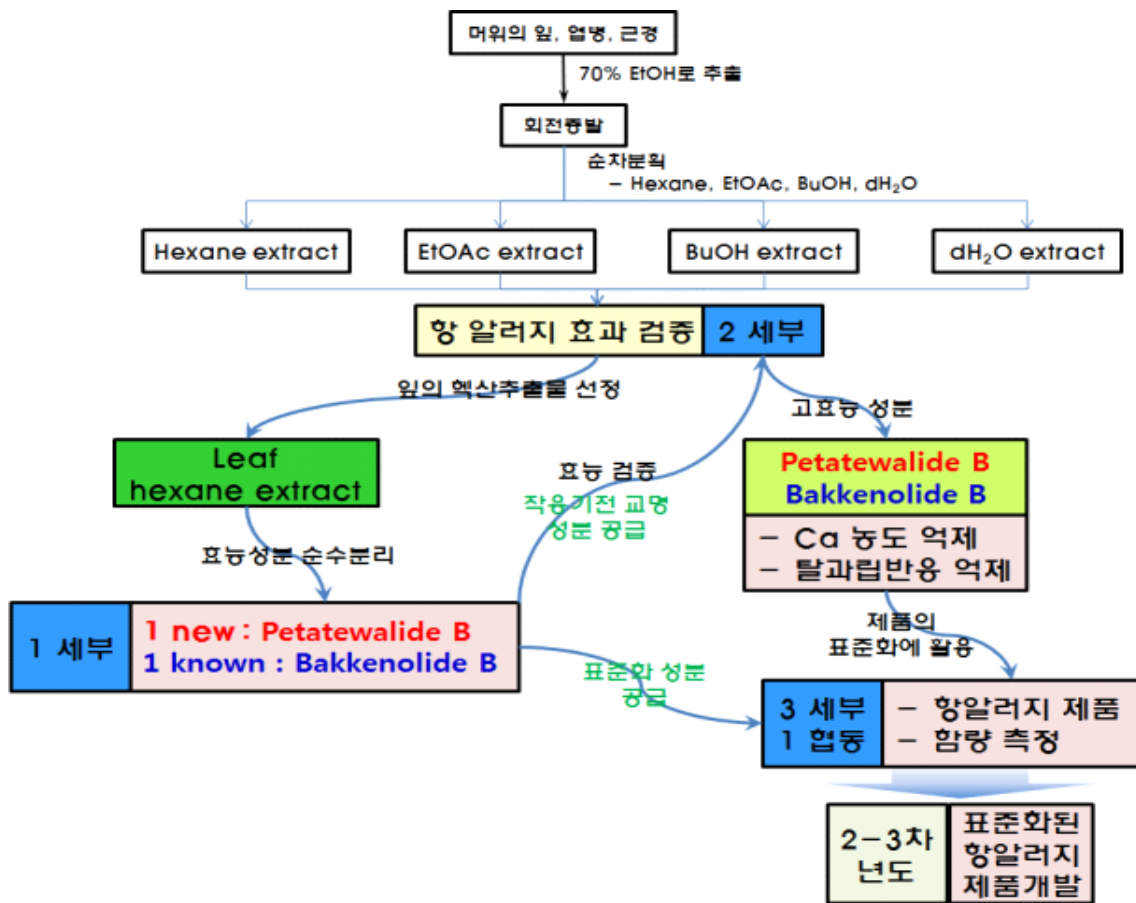 머위의 잎, 엽병, 근경
70% EtOH로 추출
회전증발
순차분획
– Hexane, EtOAc, BuOH, dH₂O
Hexane extract
EtOAc extract
BuOH extract
dH₂O extract
항 알러지 효과 검증
2 세부
잎의 헥산추출물 선정
고효능 성분
Leaf
hexane extract
효능 검증
작용기전 교명
성분 공급
Petatewalide B
Bakkenolide B
– Ca 농도 억제
– 탈과립반응 억제
효능성분 순수분리
1 세부
1 new : Petatewalide B
1 known : Bakkenolide B
제품의
표준화에 활용
표준화 성분
공급
3 세부
1 협동
– 항알러지 제품
– 함량 측정
2–3차
년도
표준화된
항알러지
제품개발